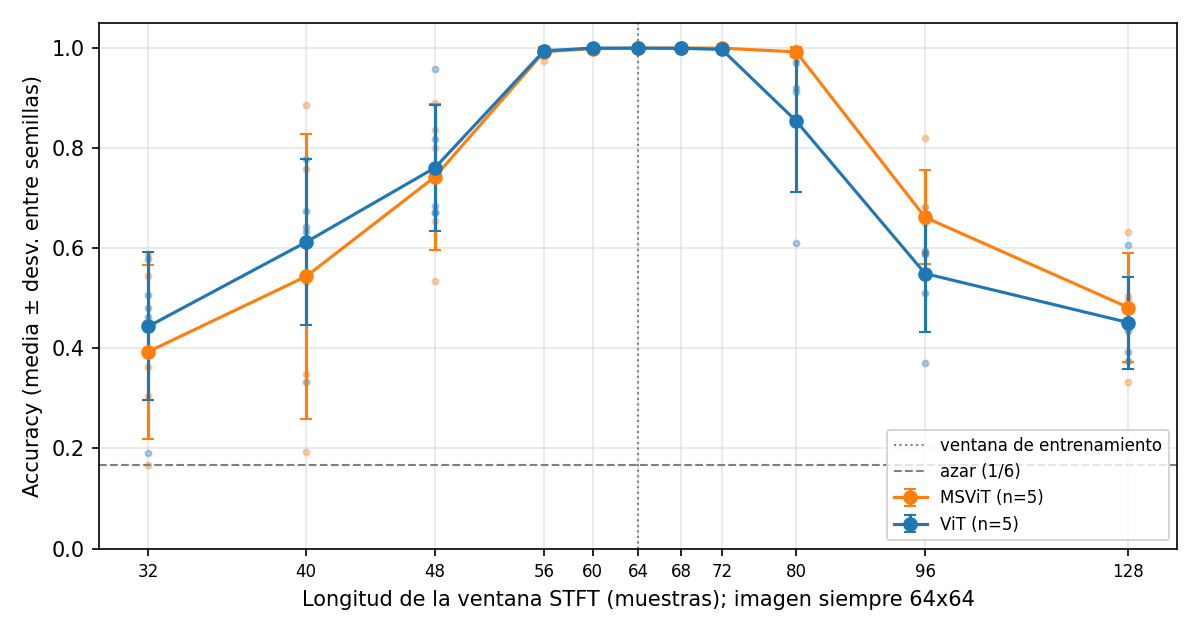 Accuracy (media ± desv. entre semillas)
1.0
0.8
0.6
0.4
0.2
0.0
ventana de entrenamiento
azar (1/6)
MSViT (n=5)
ViT (n=5)
32 40 48 56 60 64 68 72 80 96 128
Longitud de la ventana STFT (muestras); imagen siempre 64x64